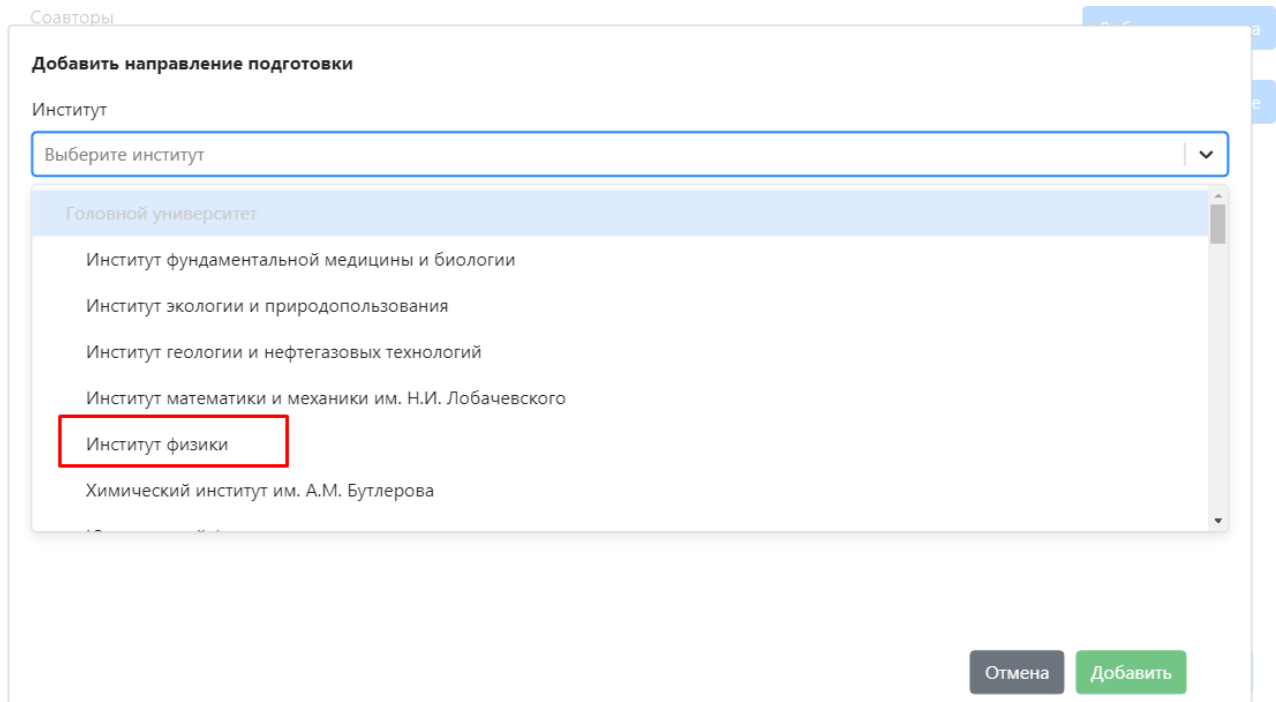 Соавторы
Добавить направление подготовки
Институт
Выберите институт
Головной университет
Институт фундаментальной медицины и биологии
Институт экологии и природопользования
Институт геологии и нефтегазовых технологий
Институт математики и механики им. Н.И. Лобачевского
Институт физики
Химический институт им. А.М. Бутлерова
Отмена
Добавить